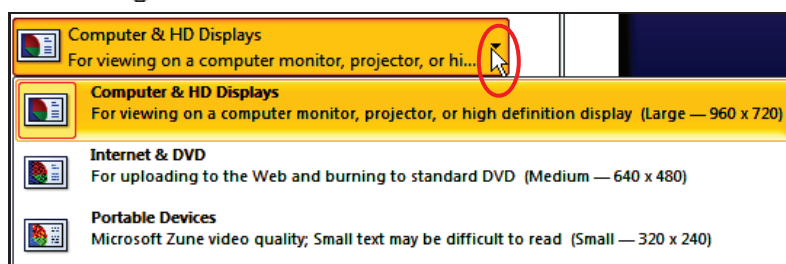 Computer & HD Displays
For viewing on a computer monitor, projector, or hi...
Computer & HD Displays
For viewing on a computer monitor, projector, or high definition display (Large — 960 x 720)
Internet & DVD
For uploading to the Web and burning to standard DVD (Medium — 640 x 480)
Portable Devices
Microsoft Zune video quality; Small text may be difficult to read (Small — 320 x 240)